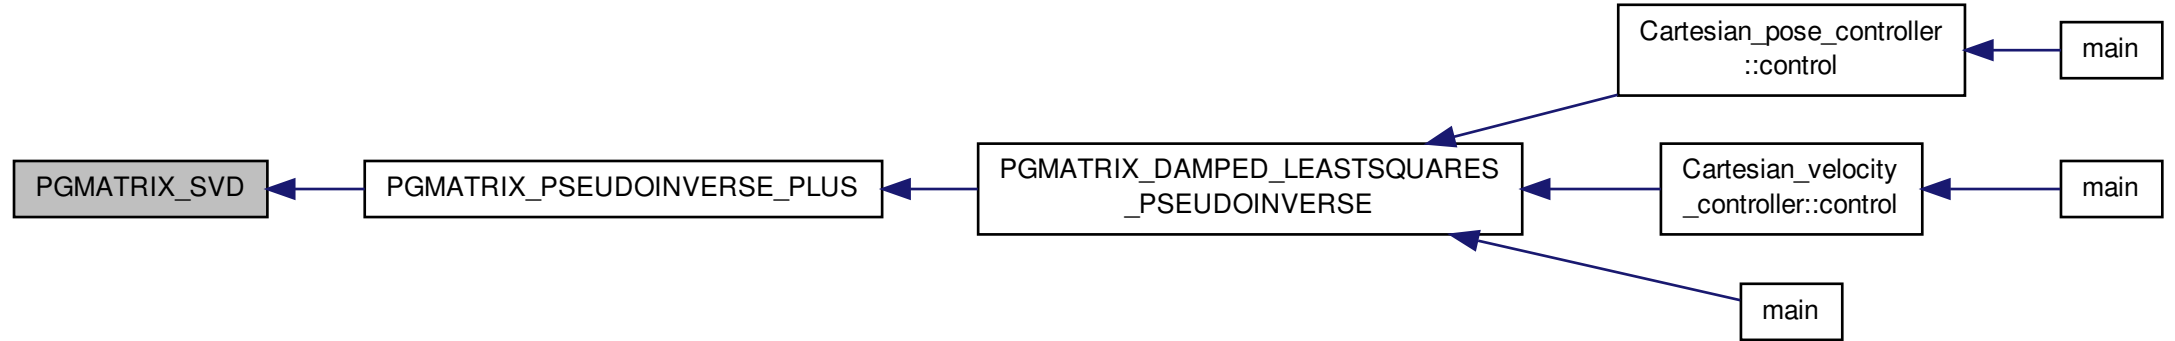 PGMATRIX_SVD
PGMATRIX_PSEUDOINVERSE_PLUS
PGMATRIX_DAMPED_LEASTSQUARES
_PSEUDOINVERSE
Cartesian_pose_controller
::control
main
Cartesian_velocity
_controller::control
main
main